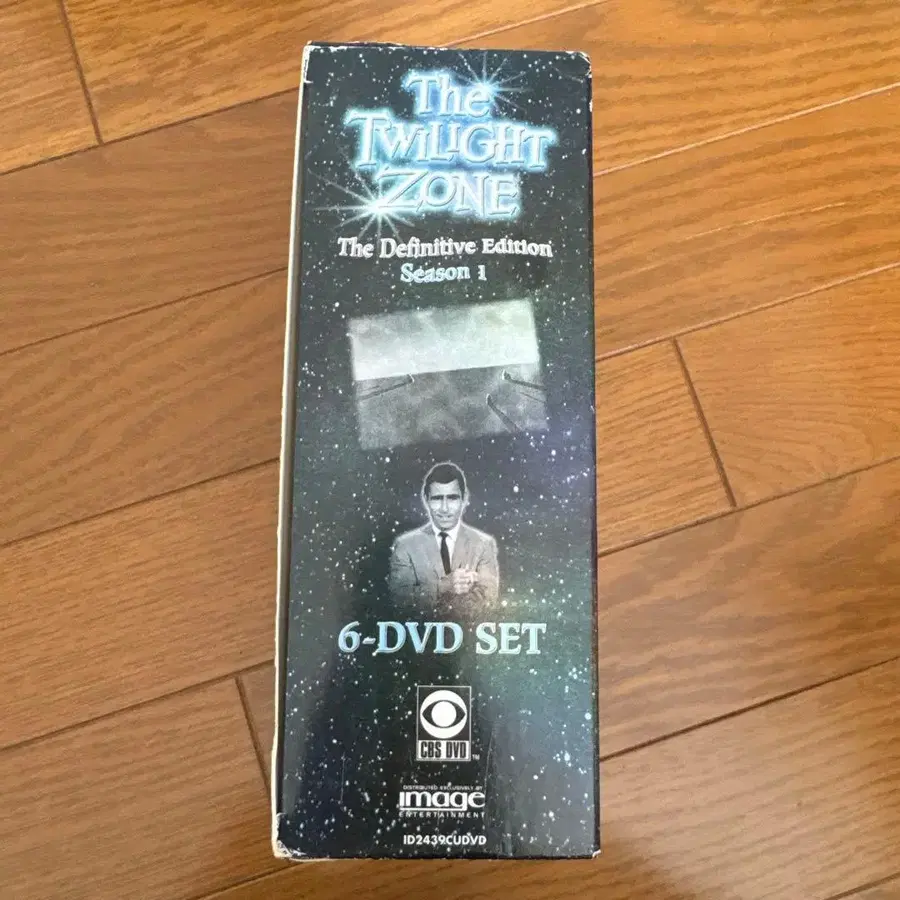 The
TWILIGHT
ZONE
The Definitive Edition
Season 1
6-DVD SET
CBS DVD TM
DISTRIBUTED EXCLUSIVELY BY
image
ENTERTAINMENT
ID2439CUDVD